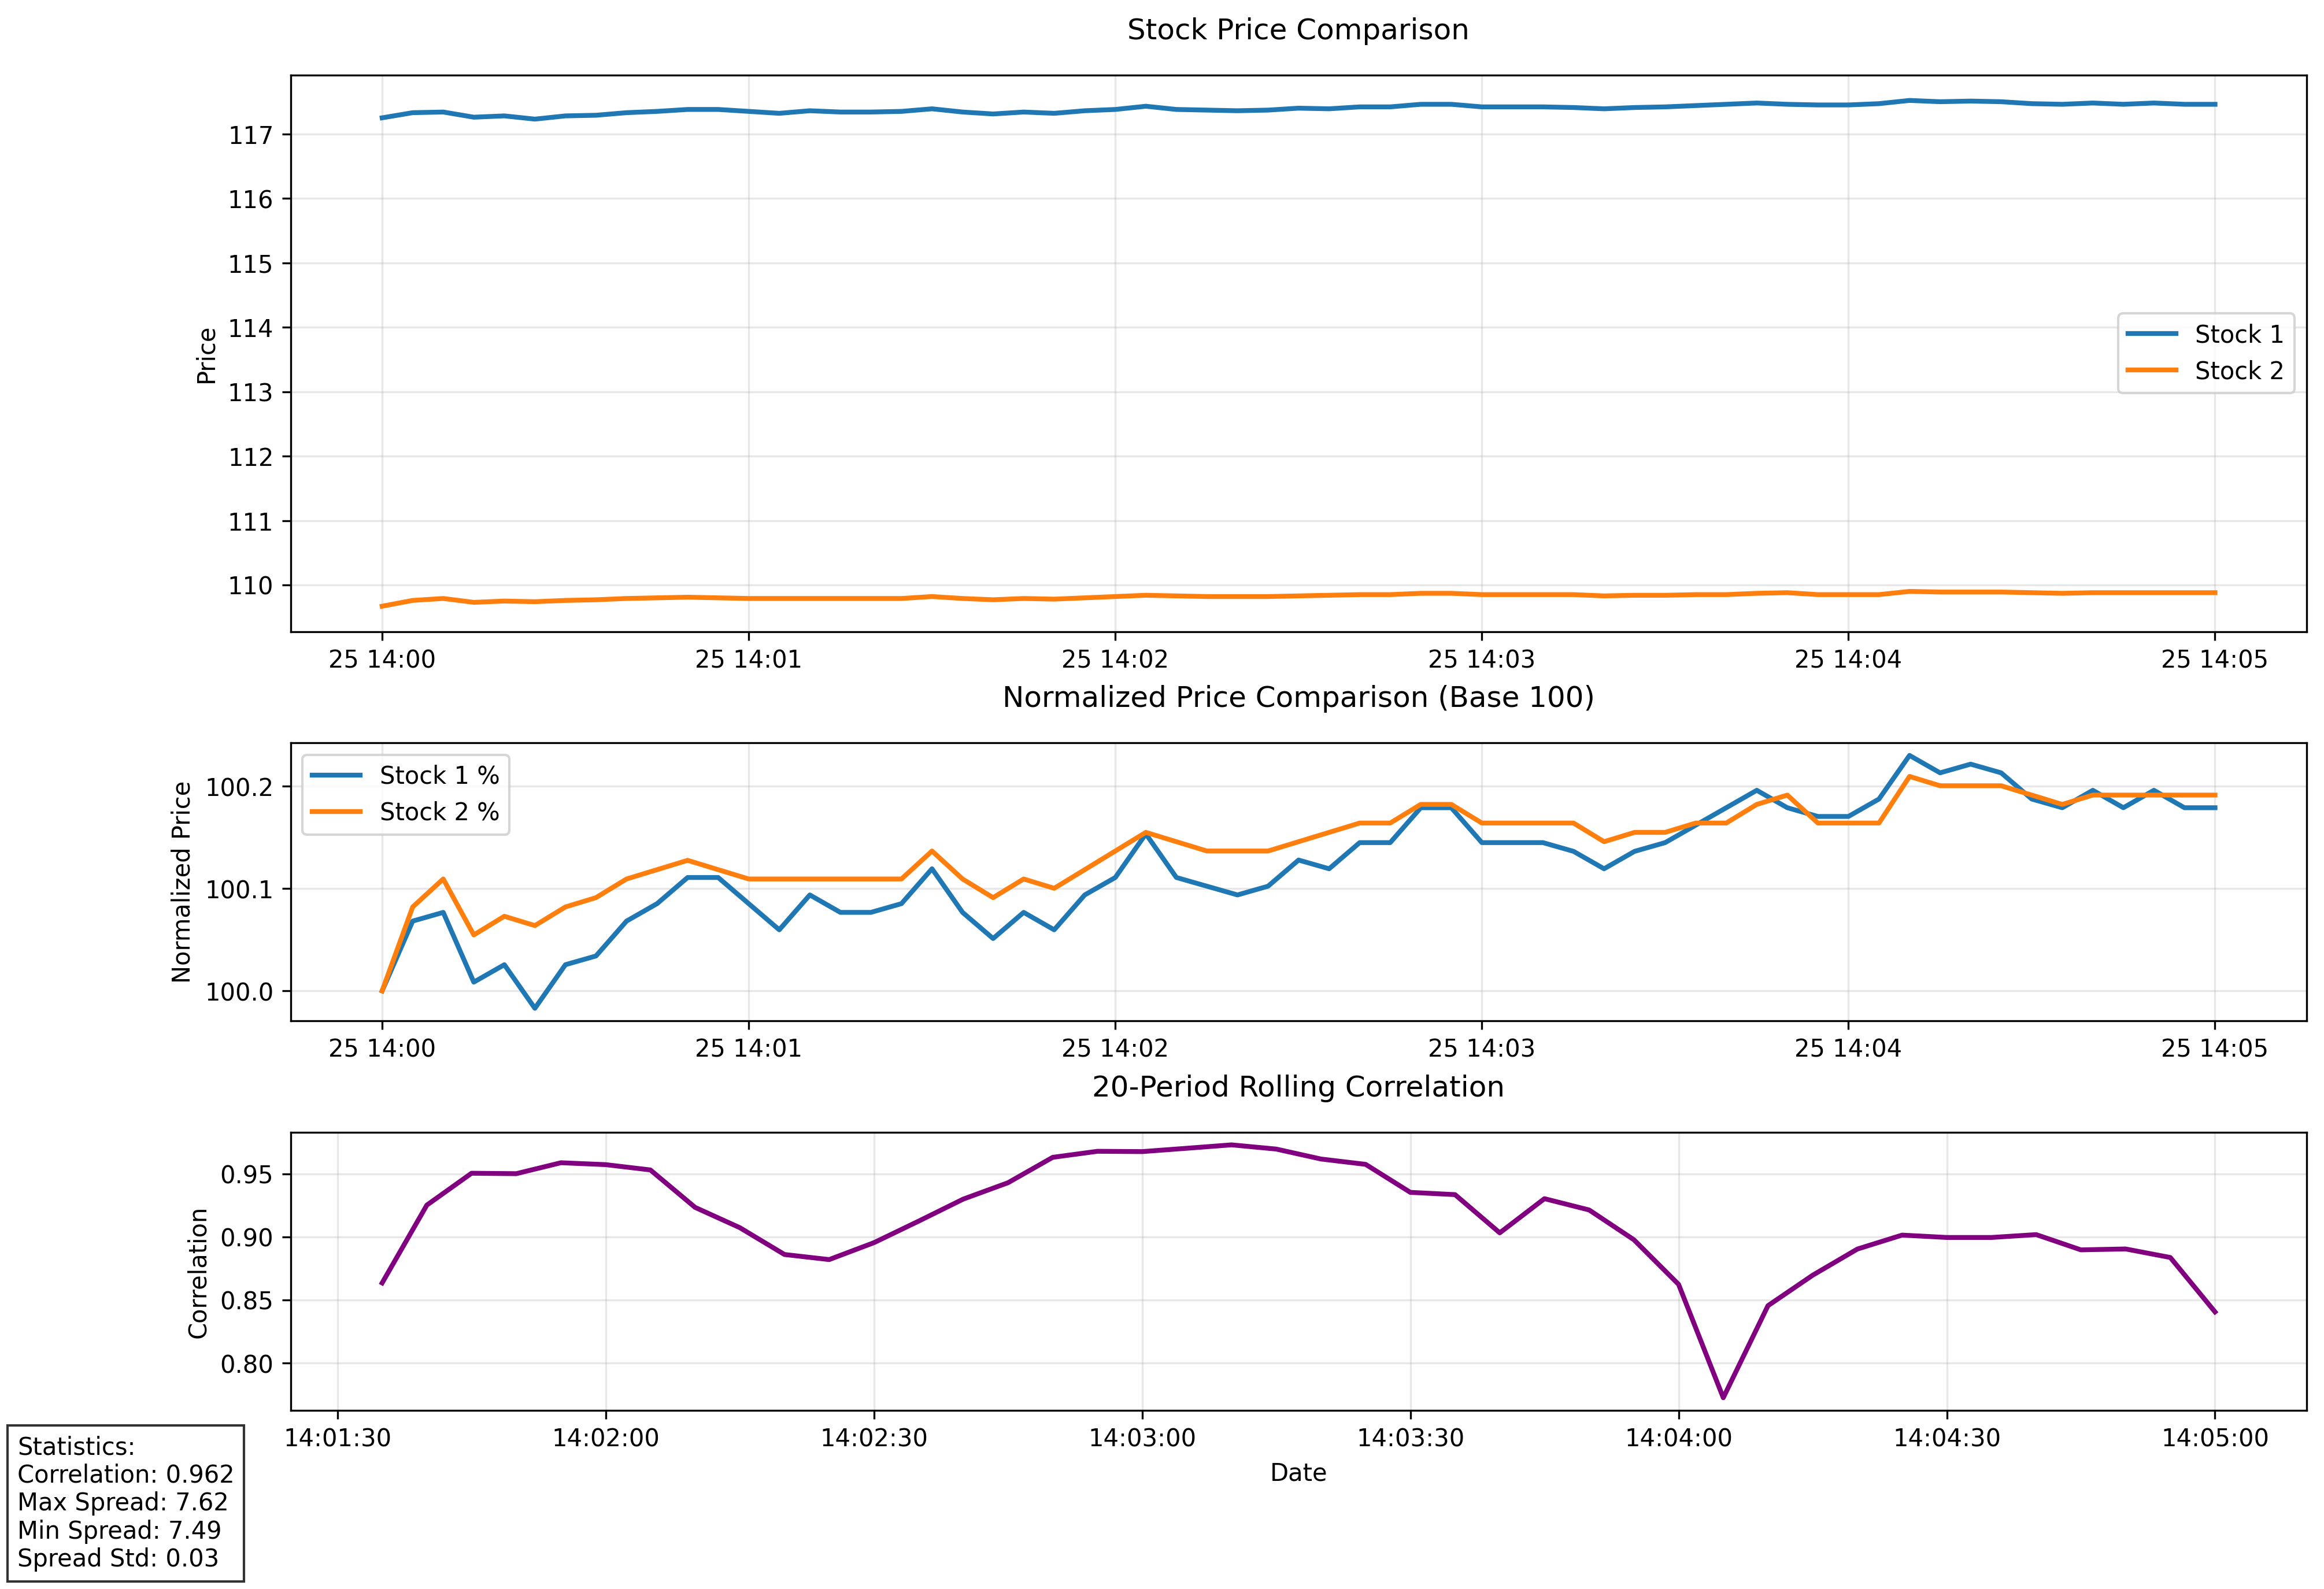 Stock Price Comparison
Price
117
116
115
114
113
112
111
110
Stock 1
Stock 2
25 14:00 25 14:01 25 14:02 25 14:03 25 14:04 25 14:05
Normalized Price Comparison (Base 100)
Normalized Price
100.2
100.1
100.0
Stock 1 %
Stock 2 %
25 14:00 25 14:01 25 14:02 25 14:03 25 14:04 25 14:05
20-Period Rolling Correlation
Correlation
0.95
0.90
0.85
0.80
14:01:30 14:02:00 14:02:30 14:03:00 14:03:30 14:04:00 14:04:30 14:05:00
Date
Statistics:
Correlation: 0.962
Max Spread: 7.62
Min Spread: 7.49
Spread Std: 0.03